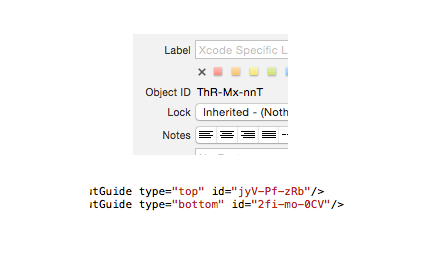 Label Xcode Specific L
Object ID ThR-Mx-nnT
Lock Inherited - (Noth
Notes
utGuide type="top" id="jyV-Pf-zRb"/>
utGuide type="bottom" id="2fi-mo-0CV"/>